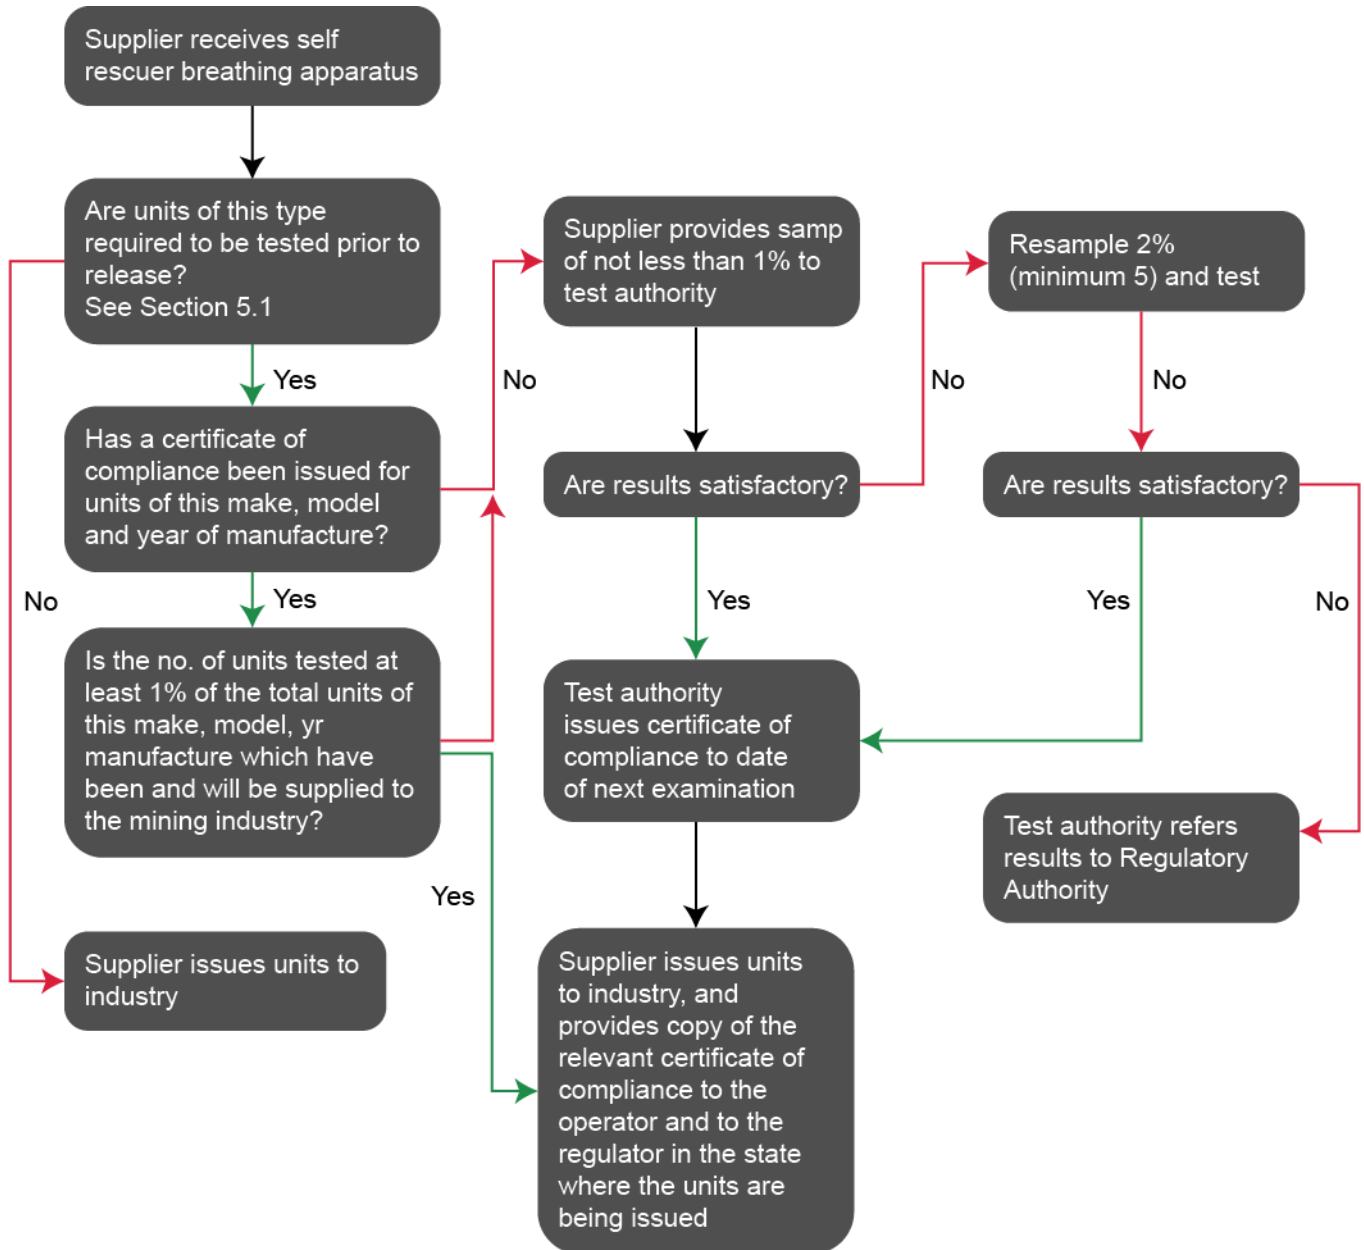 Supplier receives self
rescuer breathing apparatus
Are units of this type
required to be tested prior to
release?
See Section 5.1
Yes
Has a certificate of
compliance been issued for
units of this make, model
and year of manufacture?
Yes
Is the no. of units tested at
least 1% of the total units of
this make, model, yr
manufacture which have
been and will be supplied to
the mining industry?
No
Supplier issues units to
industry
No
Yes
Supplier provides samp
of not less than 1% to
test authority
Are results satisfactory?
Yes
Test authority
issues certificate of
compliance to date
of next examination
Supplier issues units
to industry, and
provides copy of the
relevant certificate of
compliance to the
operator and to the
regulator in the state
where the units are
being issued
No
Resample 2%
(minimum 5) and test
No
Are results satisfactory?
Yes
No
Test authority refers
results to Regulatory
Authority